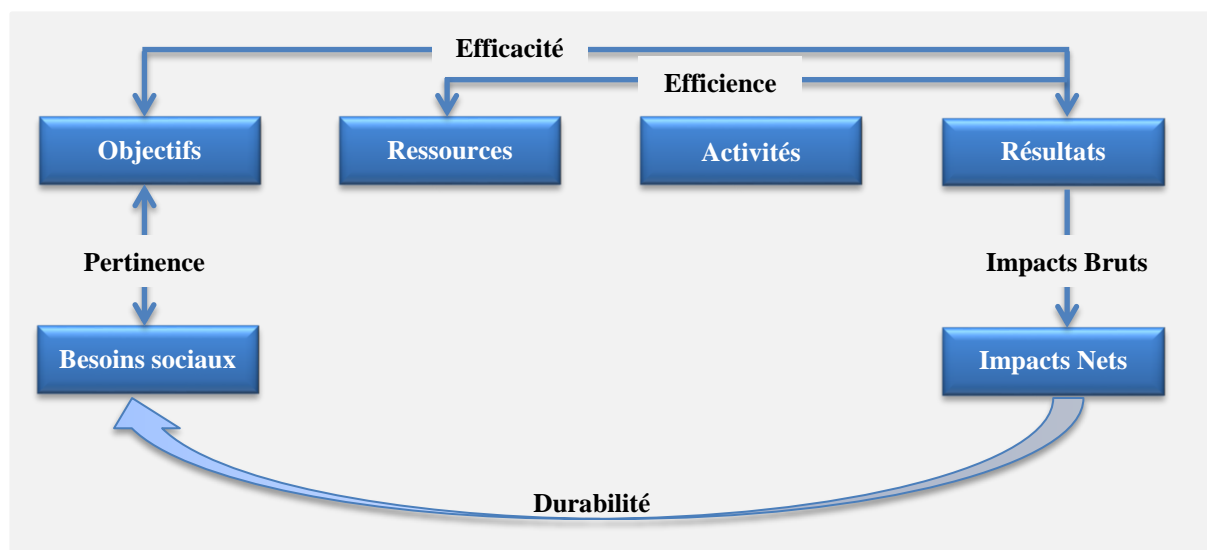 Efficacité
Efficience
Objectifs
Ressources
Activités
Résultats
Pertinence
Impacts Bruts
Besoins sociaux
Impacts Nets
Durabilité